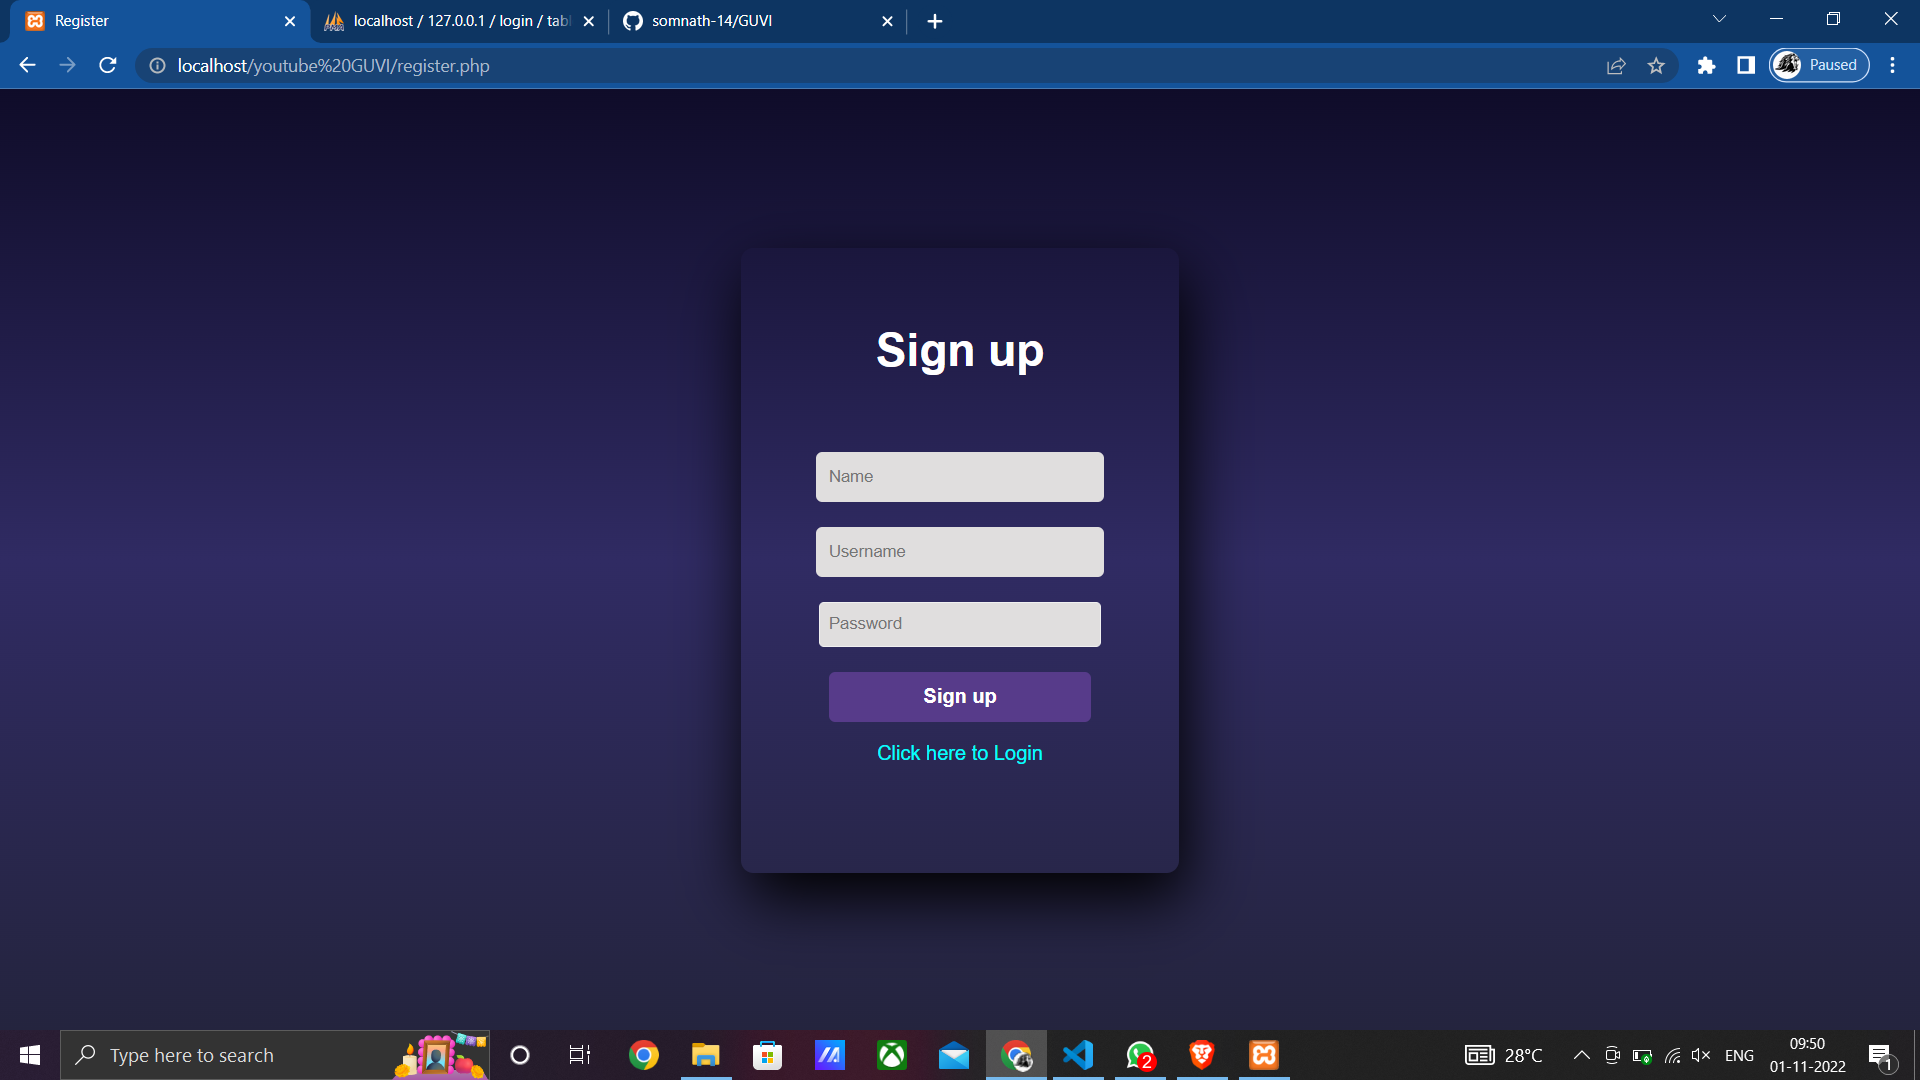 Register
localhost / 127.0.0.1 / login / tabl
somnath-14/GUVI
localhost/youtube%20GUVI/register.php
Paused
Sign up
Name
Username
Password
Sign up
Click here to Login
Type here to search
2
28°C
ENG
09:50
01-11-2022
1